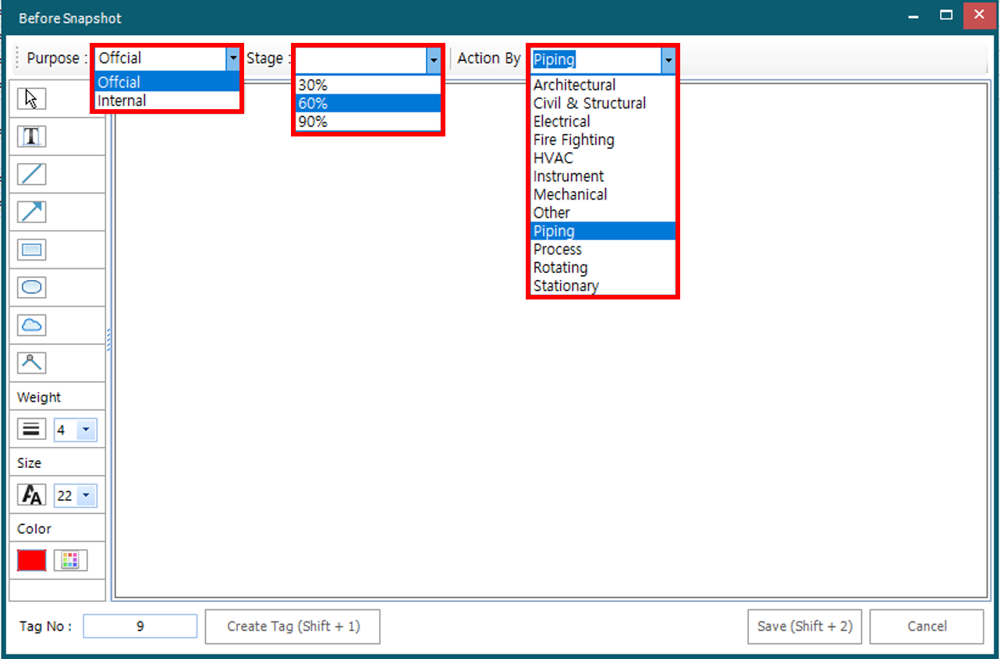 Before Snapshot
Purpose : Offcial Stage : Action By Piping
Offcial
Internal
30%
60%
90%
Architectural
Civil & Structural
Electrical
Fire Fighting
HVAC
Instrument
Mechanical
Other
Piping
Process
Rotating
Stationary
T
Weight
4
Size
AA 22
Color
Tag No : 9 Create Tag (Shift + 1) Save (Shift + 2) Cancel